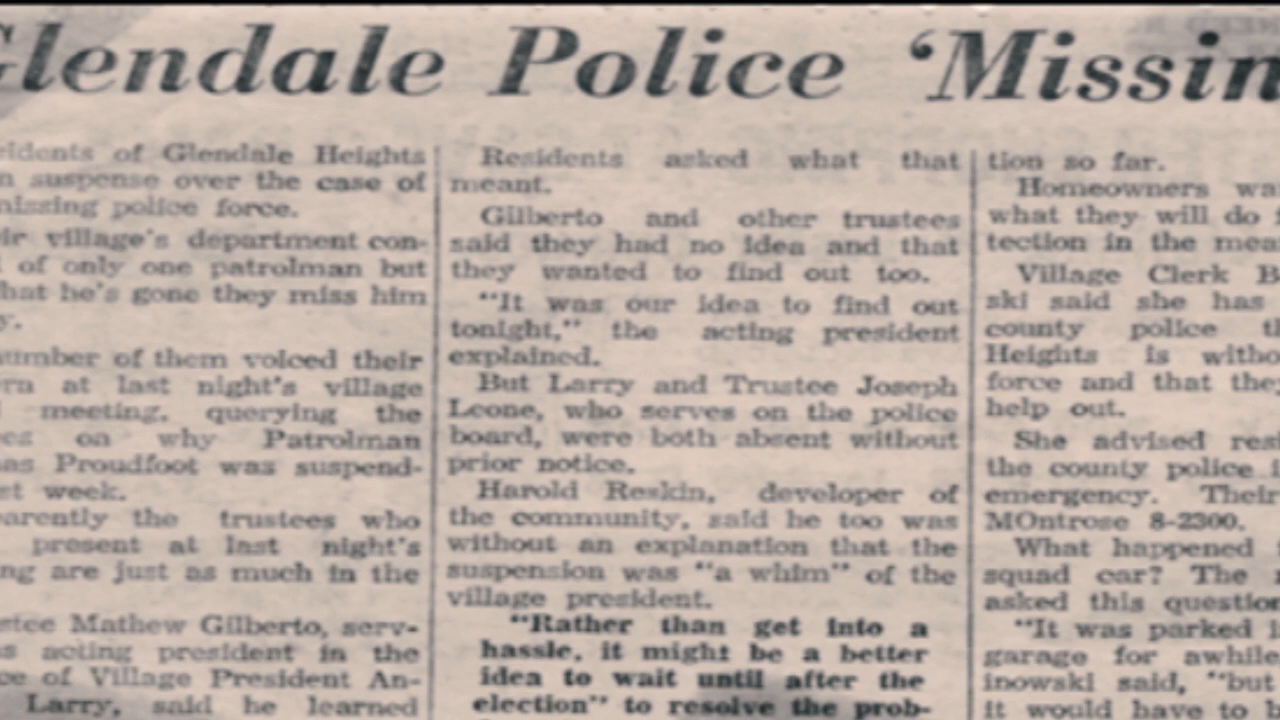 Glendale Police ‘Missin
idents of Glendale Heights
n suspense over the case of
missing police force.
ir village's department con-
of only one patrolman but
hat he's gone they miss him
y.
umber of them voiced their
rn at last night's village
meeting, querying the
es on why Patrolman
as Proudfoot was suspend-
st week.
arently the trustees who
present at last night's
ng are just as much in the
stee Mathew Gilberto, serv-
s acting president in the
ce of Village President An-
Larry, said he learned
Residents asked what that
meant.
Gilberto and other trustees
said they had no idea and that
they wanted to find out too.
“It was our idea to find out
tonight,” the acting president
explained.
But Larry and Trustee Joseph
Leone, who serves on the police
board, were both absent without
prior notice.
Harold Reskin, developer of
the community, said he too was
without an explanation that the
suspension was “a whim” of the
village president.
“Rather than get into a
hassle, it might be a better
idea to wait until after the
election” to resolve the prob-
tion so far.
Homeowners wa
what they will do
tection in the mea
Village Clerk B
ski said she has
county police th
Heights is witho
force and that they
help out.
She advised res
the county police i
emergency. Their
MOntrose 8-2300.
What happened
squad car? The
asked this question
“It was parked i
garage for awhile
inowski said, “but
it would have to b